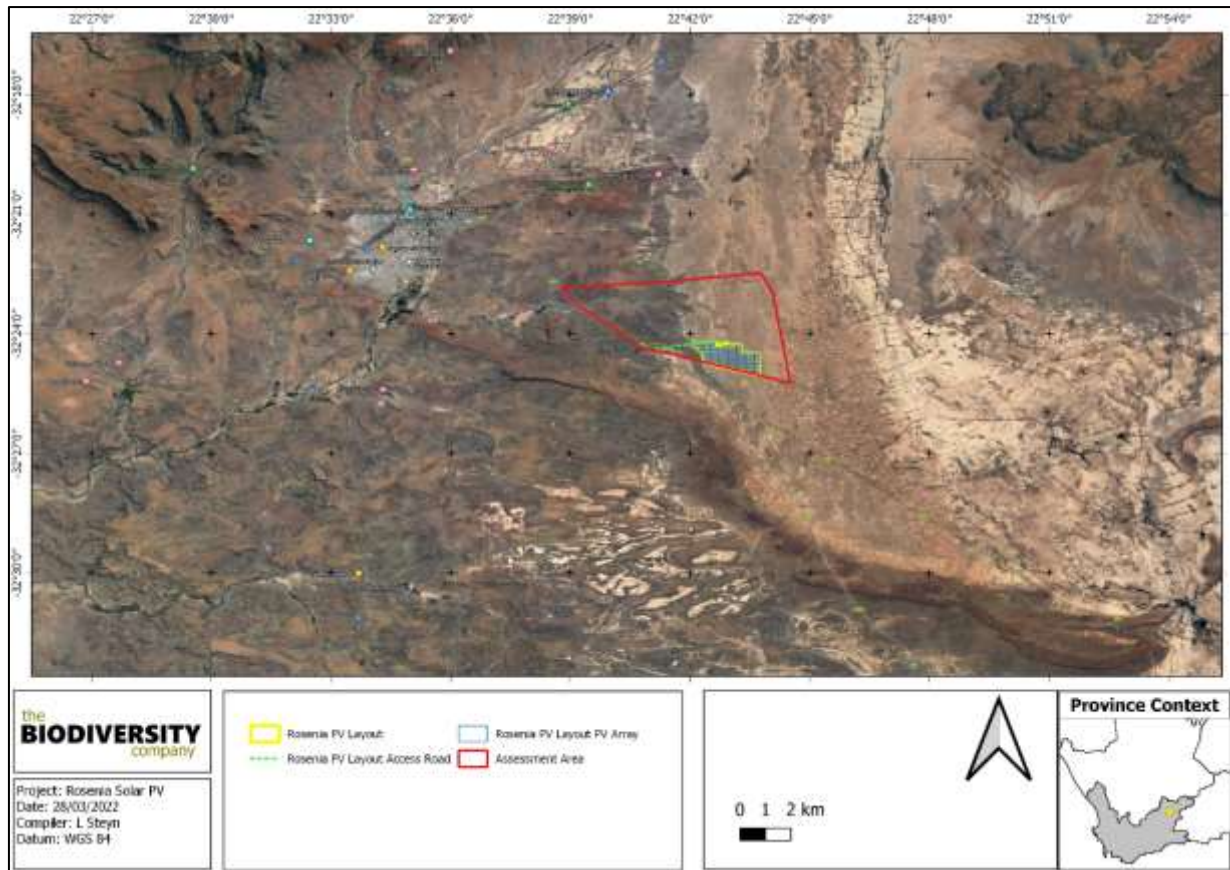 22°27'0" 22°30'0" 22°33'0" 22°36'0" 22°39'0" 22°42'0" 22°45'0" 22°48'0" 22°51'0" 22°54'0"
-32°18'0"
-32°21'0"
-32°24'0"
-32°27'0"
-32°30'0"
the
BIODIVERSITY
company
Project: Rosenia Solar PV
Date: 28/03/2022
Compiler: L Steyn
Datum: WGS 84
Rosenia PV Layout
Rosenia PV Layout PV Array
Rosenia PV Layout Access Road
Assessment Area
0 1 2 km
Province Context